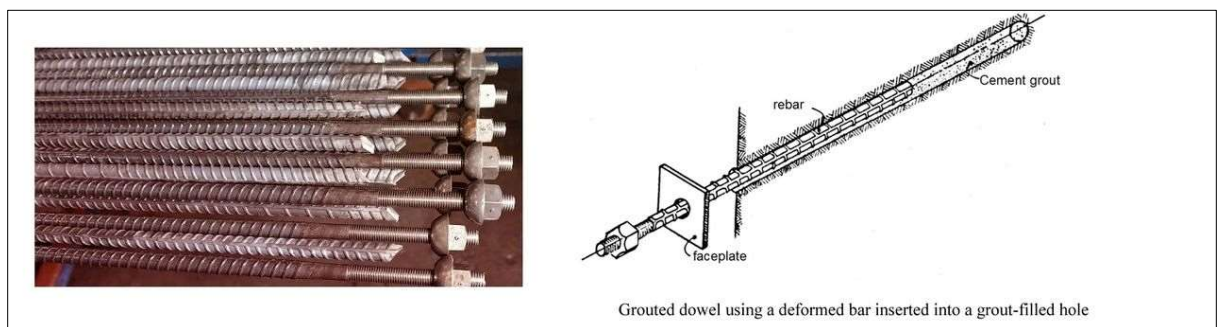 Cement grout
rebar
faceplate
Grouted dowel using a deformed bar inserted into a grout-filled hole